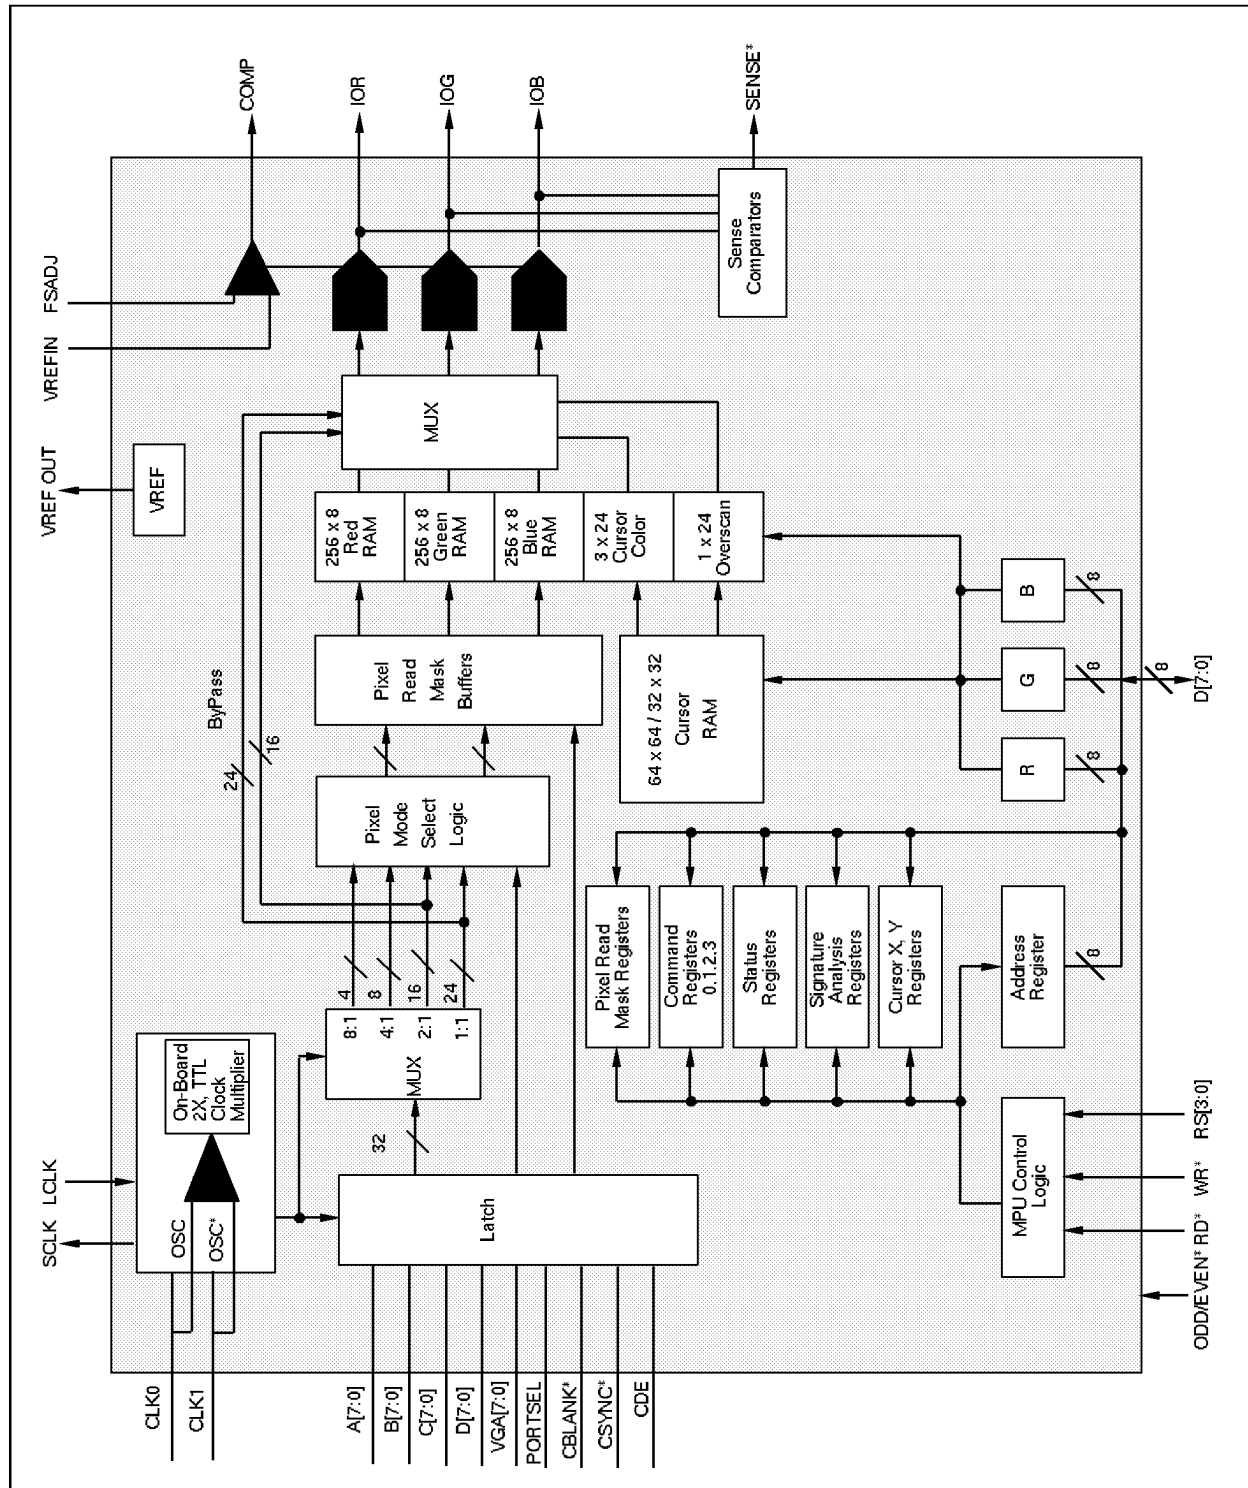 COMP
IOR
IOG
IOB
SENSE*
FSADJ
VREFIN
VREF OUT
VREF
Sense
Comparators
MUX
256 x 8
Red
RAM
256 x 8
Green
RAM
256 x 8
Blue
RAM
3 x 24
Cursor
Color
1 x 24
Overscan
ByPass
24
16
Pixel
Read
Mask
Buffers
64 x 64 / 32 x 32
Cursor
RAM
B
G
R
8
8
8
8
D[7:0]
Pixel
Mode
Select
Logic
4
8
16
24
8:1
4:1
2:1
1:1
MUX
32
On-Board
2X, TTL
Clock
Multiplier
OSC
OSC*
LCLK
SCLK
Latch
Pixel Read
Mask Registers
Command
Registers
0,1,2,3
Status
Registers
Signature
Analysis
Registers
Cursor X, Y
Registers
Address
Register
8
MPU Control
Logic
RS[3:0]
WR*
RD*
ODD/EVEN*
CLK0
CLK1
A[7:0]
B[7:0]
C[7:0]
D[7:0]
VGA[7:0]
PORTSEL
CBLANK*
CSYNC*
CDE